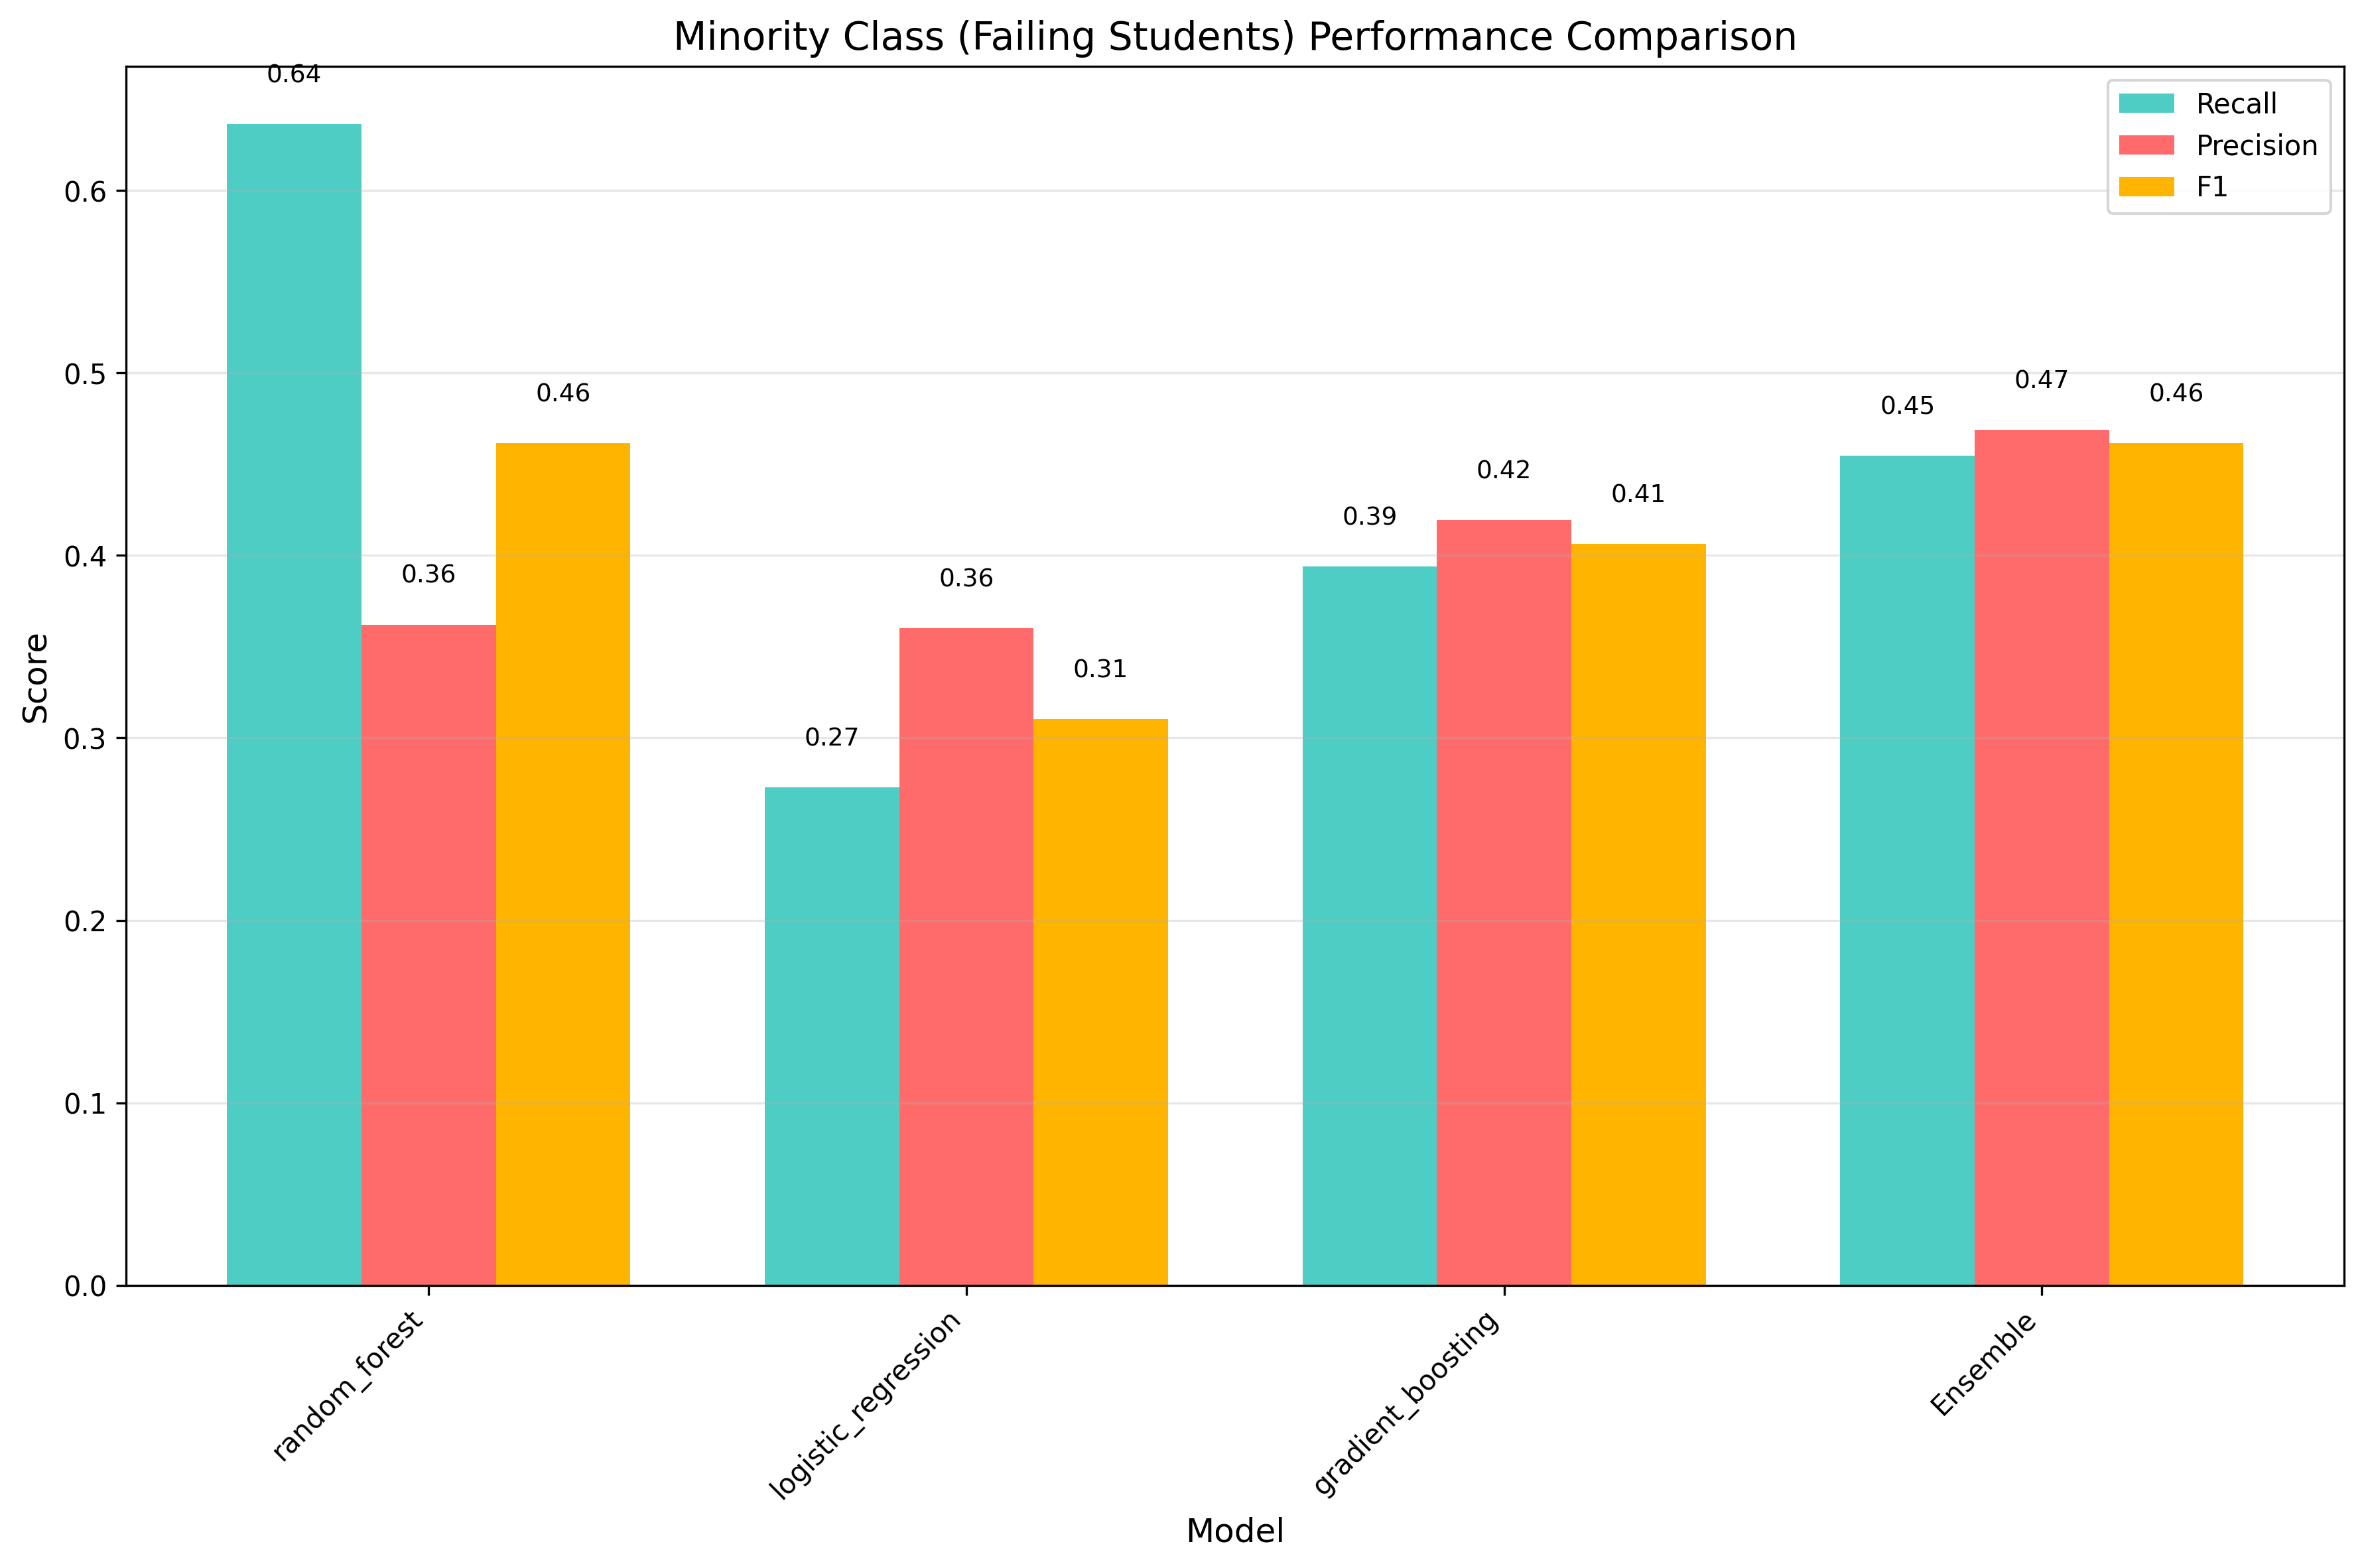 Minority Class (Failing Students) Performance Comparison
Recall
Precision
F1
0.64
0.36
0.46
0.27
0.36
0.31
0.39
0.42
0.41
0.45
0.47
0.46
Score
0.6
0.5
0.4
0.3
0.2
0.1
0.0
random_forest
logistic_regression
gradient_boosting
Ensemble
Model